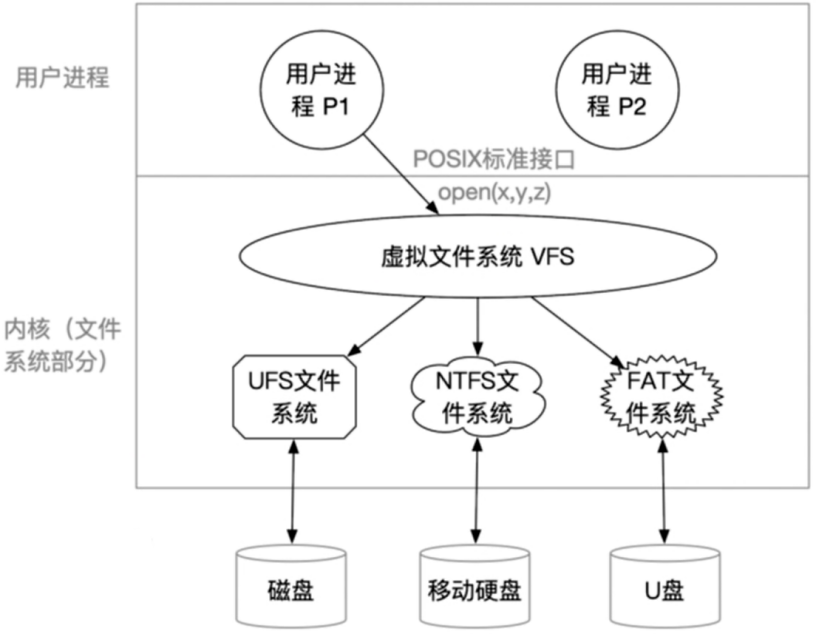 用户进程
用户进
程 P1
用户进
程 P2
POSIX标准接口
open(x,y,z)
虚拟文件系统 VFS
内核（文件
系统部分）
UFS文件
系统
NTFS文
件系统
FAT文
件系统
磁盘
移动硬盘
U盘